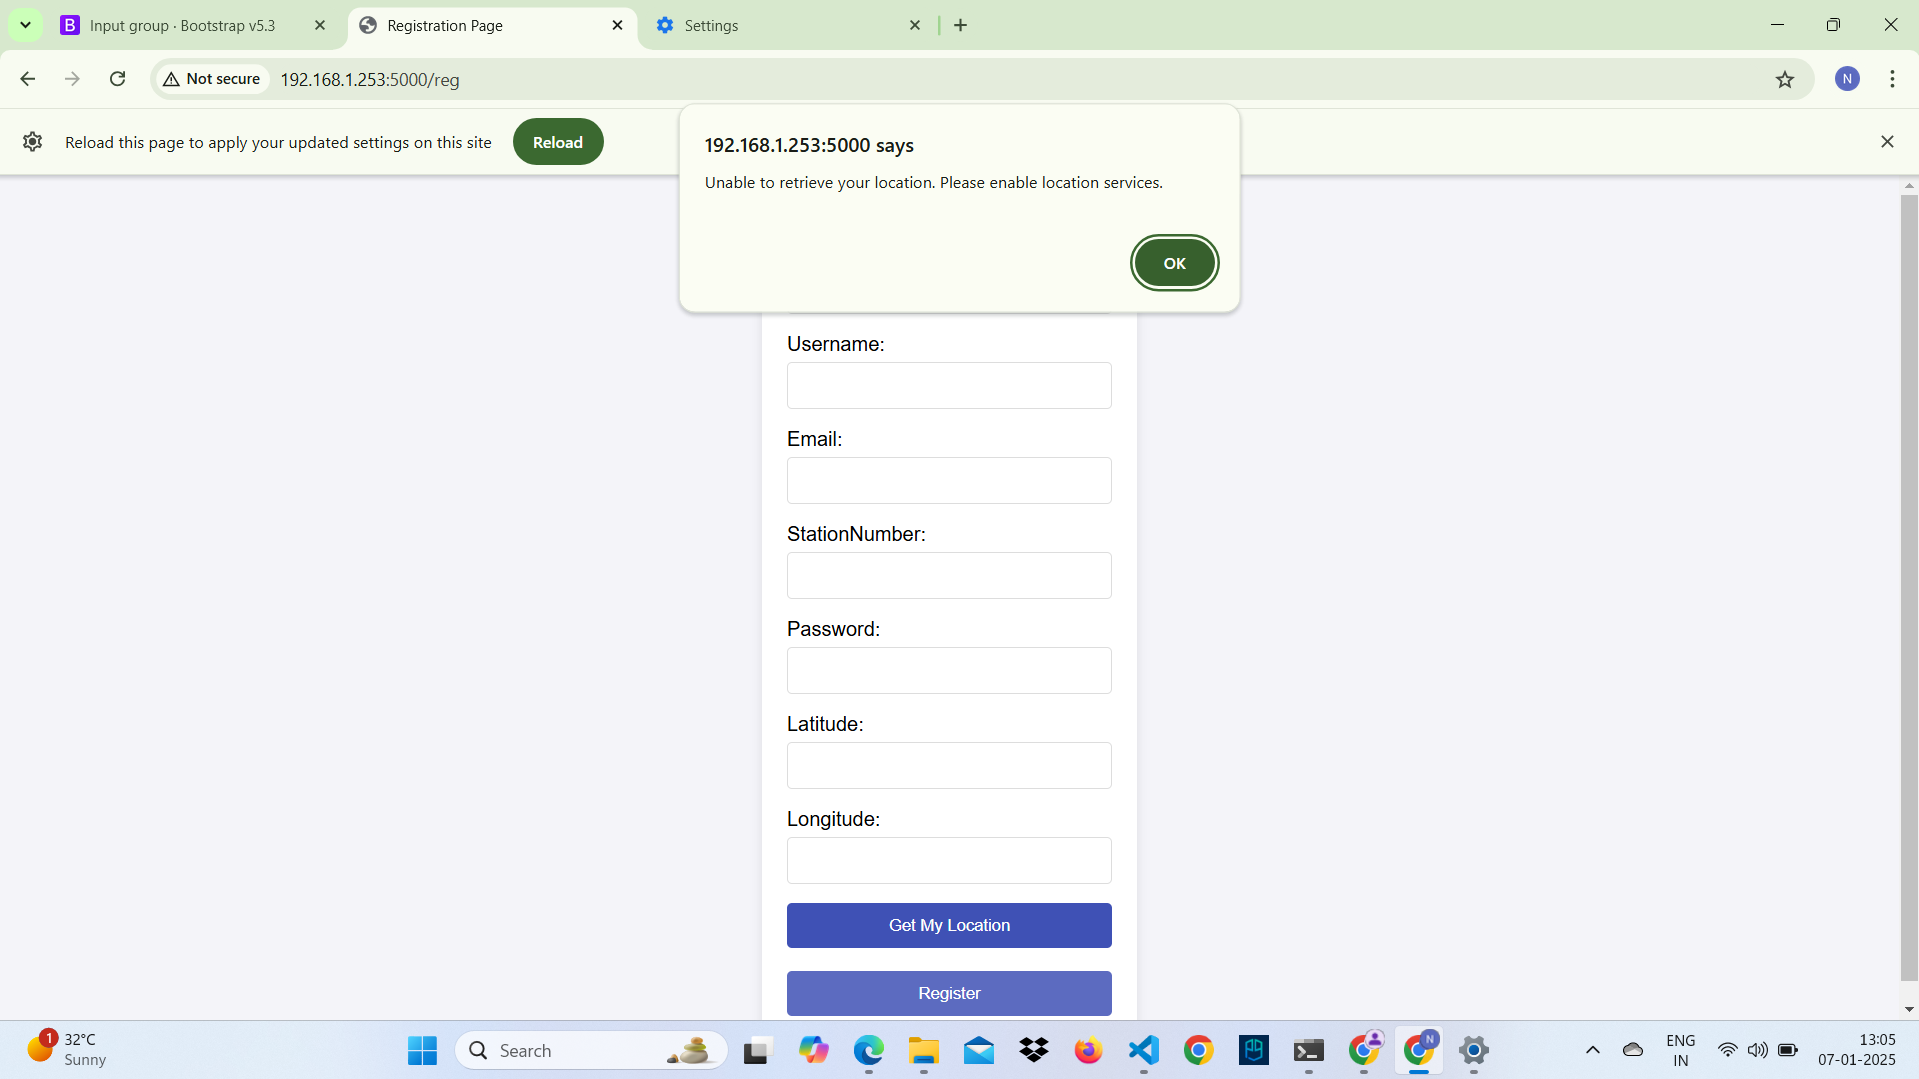 Input group · Bootstrap v5.3
Registration Page
Settings
Not secure
192.168.1.253:5000/reg
N
Reload this page to apply your updated settings on this site
Reload
192.168.1.253:5000 says
Unable to retrieve your location. Please enable location services.
OK
Username:
Email:
StationNumber:
Password:
Latitude:
Longitude:
Get My Location
Register
1
32°C
Sunny
Search
N
ENG
IN
13:05
07-01-2025